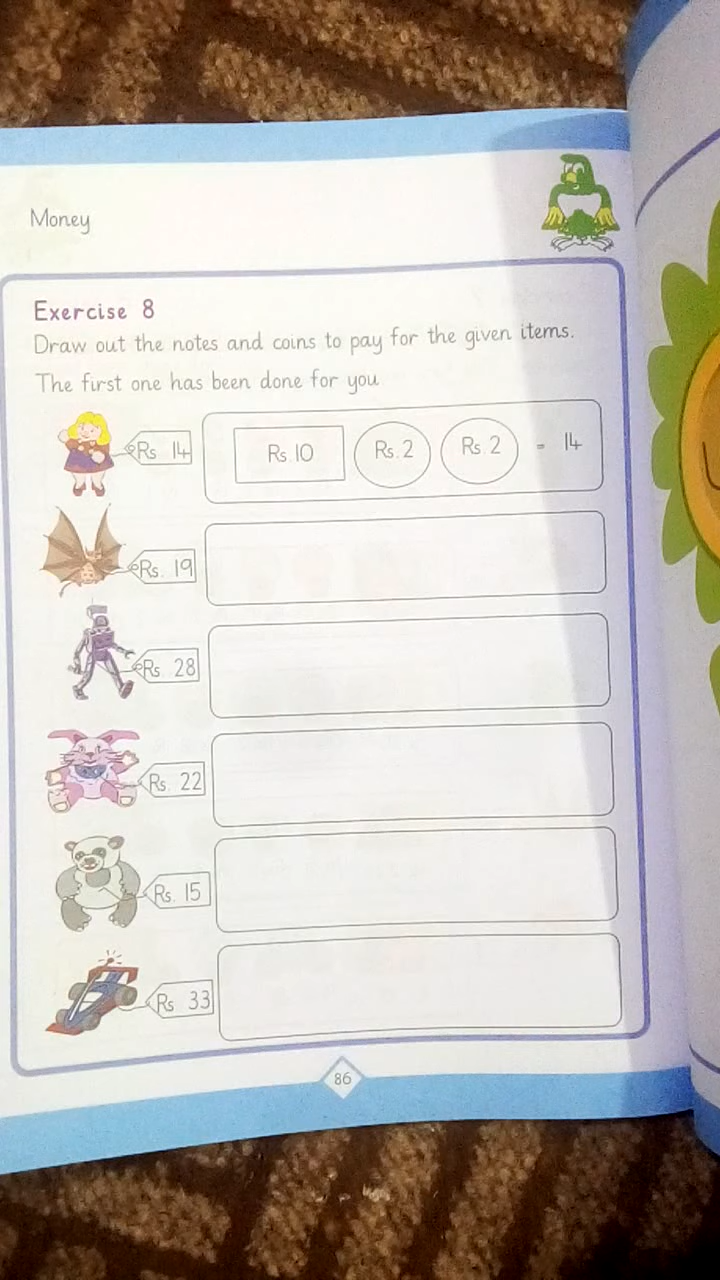 Money
Exercise 8
Draw out the notes and coins to pay for the given items.
The first one has been done for you
Rs 14 Rs. 10 Rs. 2 Rs. 2 = 14
Rs. 19
Rs. 28
Rs. 22
Rs. 15
Rs 33
86